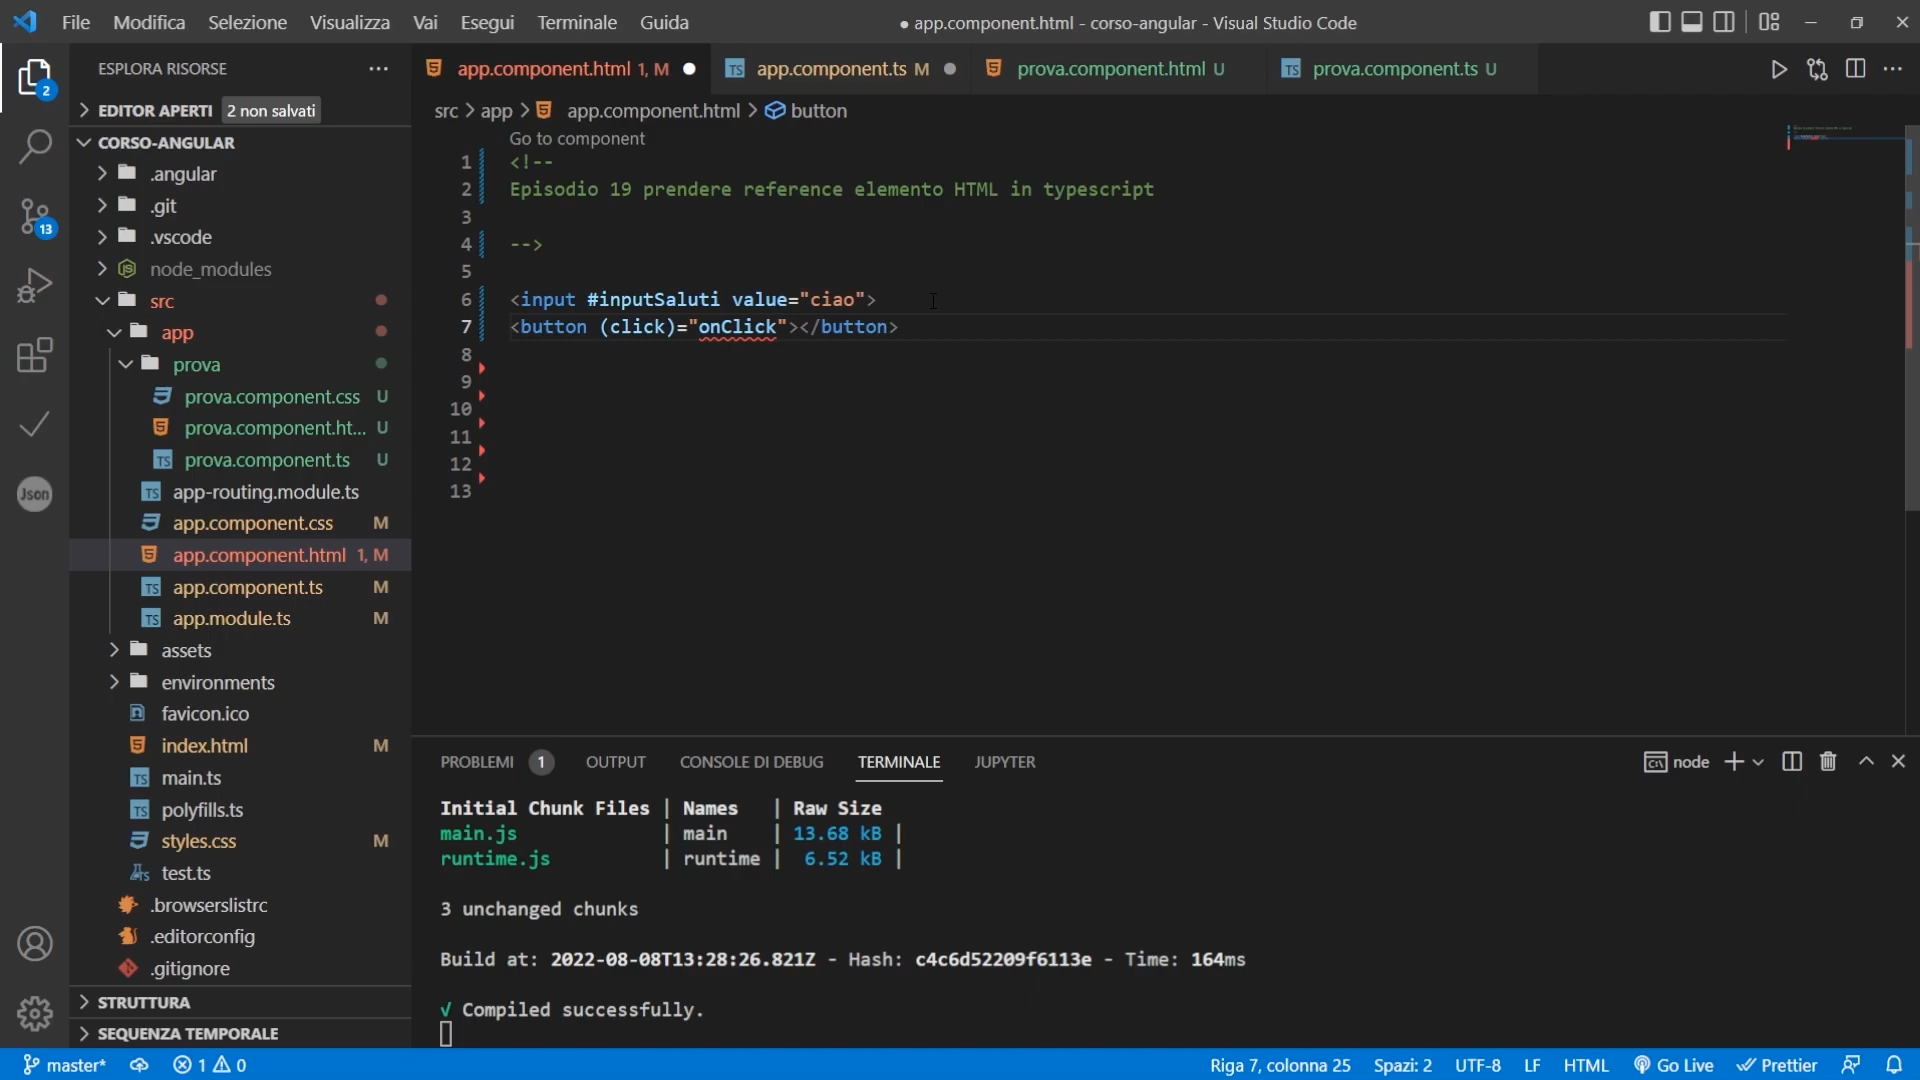 File Modifica Selezione Visualizza Vai Esegui Terminale Guida
● app.component.html - corso-angular - Visual Studio Code
ESPLORA RISORSE
app.component.html 1, M
app.component.ts M
prova.component.html U
prova.component.ts U
EDITOR APERTI 2 non salvati
src > app > app.component.html > button
CORSO-ANGULAR
.angular
.git
.vscode
node_modules
src
app
prova
prova.component.css U
prova.component.ht... U
prova.component.ts U
app-routing.module.ts
app.component.css M
app.component.html 1, M
app.component.ts M
app.module.ts M
assets
environments
favicon.ico
index.html M
main.ts
polyfills.ts
styles.css M
test.ts
.browserslistrc
.editorconfig
.gitignore
STRUTTURA
SEQUENZA TEMPORALE
2
13
Json
Go to component
1 <!--
2 Episodio 19 prendere reference elemento HTML in typescript
3
4 -->
5
6 <input #inputSaluti value="ciao">
7 <button (click)="onClick"></button>
8
9
10
11
12
13
PROBLEMI 1 OUTPUT CONSOLE DI DEBUG TERMINALE JUPYTER
node
Initial Chunk Files | Names | Raw Size
main.js | main | 13.68 kB |
runtime.js | runtime | 6.52 kB |
3 unchanged chunks
Build at: 2022-08-08T13:28:26.821Z - Hash: c4c6d52209f6113e - Time: 164ms
√ Compiled successfully.
master* 1 0
Riga 7, colonna 25 Spazi: 2 UTF-8 LF HTML Go Live Prettier